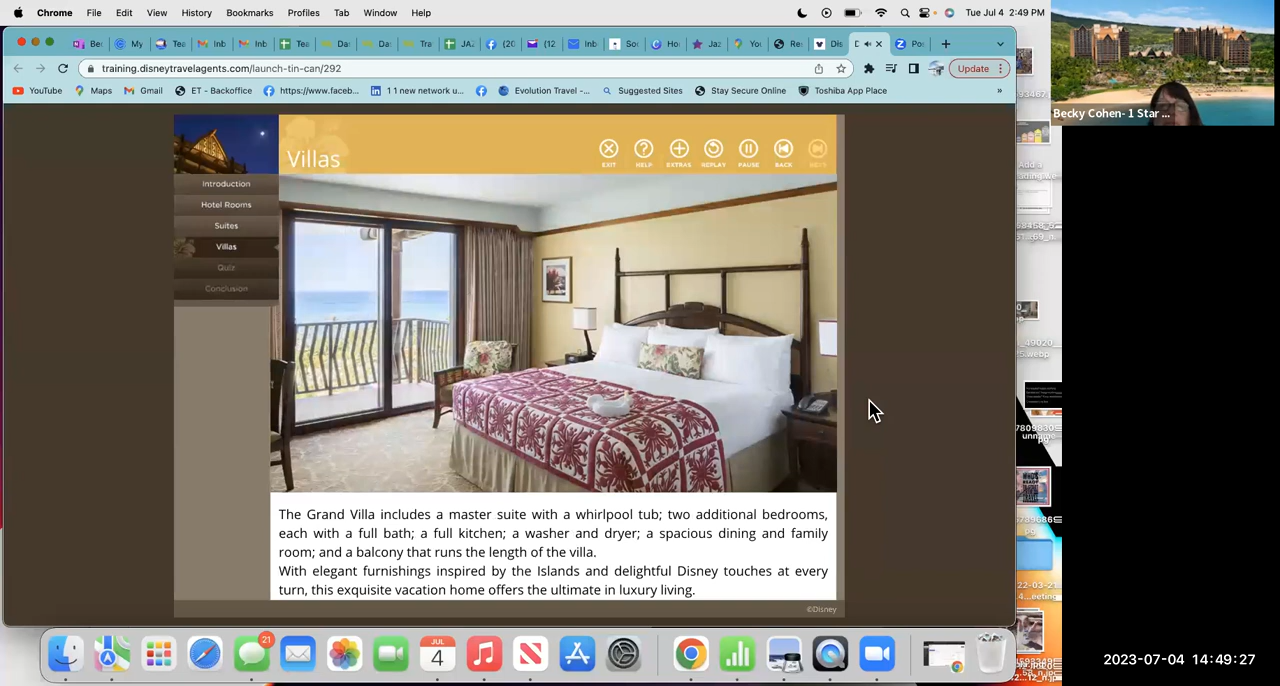 Chrome File Edit View History Bookmarks Profiles Tab Window Help
Tue Jul 4 2:49 PM
training.disneytravelagents.com/launch-tin-can/292
Update
YouTube Maps Gmail ET - Backoffice https://www.faceb... 1 1 new network u... Evolution Travel -... Suggested Sites Stay Secure Online Toshiba App Place »
Becky Cohen- 1 Star ...
Villas
EXIT HELP EXTRAS REPLAY PAUSE BACK NEXT
Introduction
Hotel Rooms
Suites
Villas
Quiz
Conclusion
The Grand Villa includes a master suite with a whirlpool tub; two additional bedrooms,
each with a full bath; a full kitchen; a washer and dryer; a spacious dining and family
room; and a balcony that runs the length of the villa.
With elegant furnishings inspired by the Islands and delightful Disney touches at every
turn, this exquisite vacation home offers the ultimate in luxury living.
©Disney
21
JUL
4
2023-07-04 14:49:27